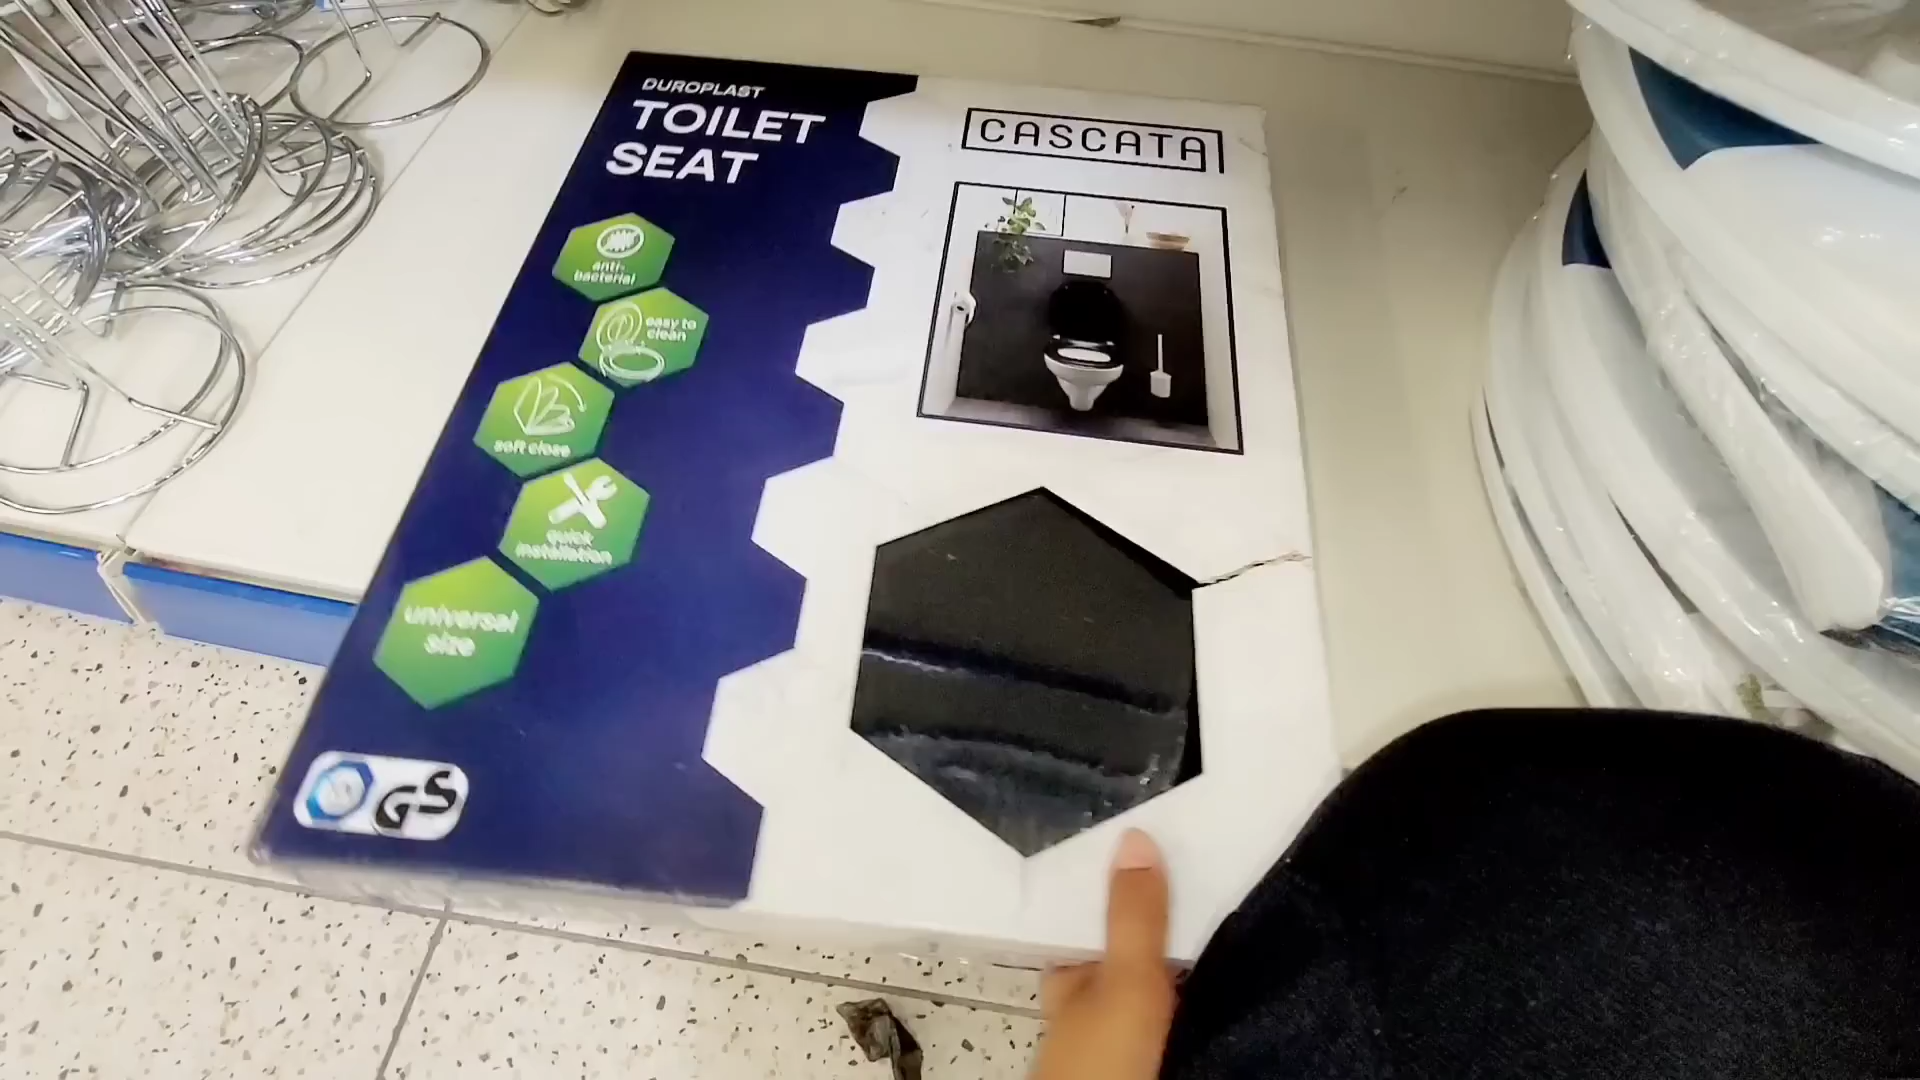 DUROPLAST
TOILET
SEAT
CASCATA
anti-
bacterial
easy to
clean
soft close
quick
installation
universal
size
GS